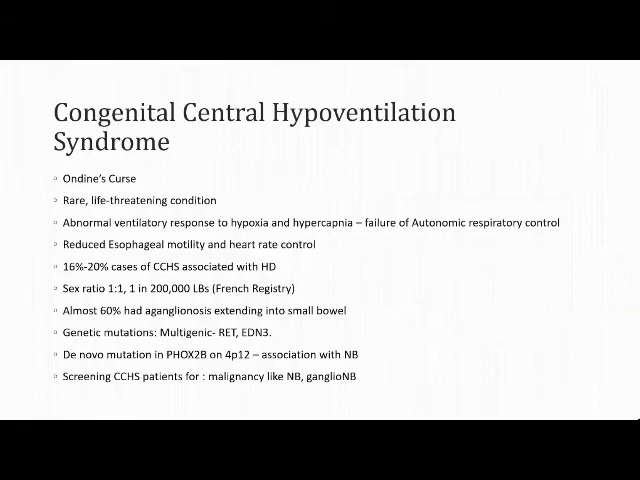 Congenital Central Hypoventilation
Syndrome
▫ Ondine's Curse
▫ Rare, life-threatening condition
▫ Abnormal ventilatory response to hypoxia and hypercapnia – failure of Autonomic respiratory control
▫ Reduced Esophageal motility and heart rate control
▫ 16%-20% cases of CCHS associated with HD
▫ Sex ratio 1:1, 1 in 200,000 LBs (French Registry)
▫ Almost 60% had aganglionosis extending into small bowel
▫ Genetic mutations: Multigenic- RET, EDN3.
▫ De novo mutation in PHOX2B on 4p12 – association with NB
▫ Screening CCHS patients for : malignancy like NB, ganglioNB